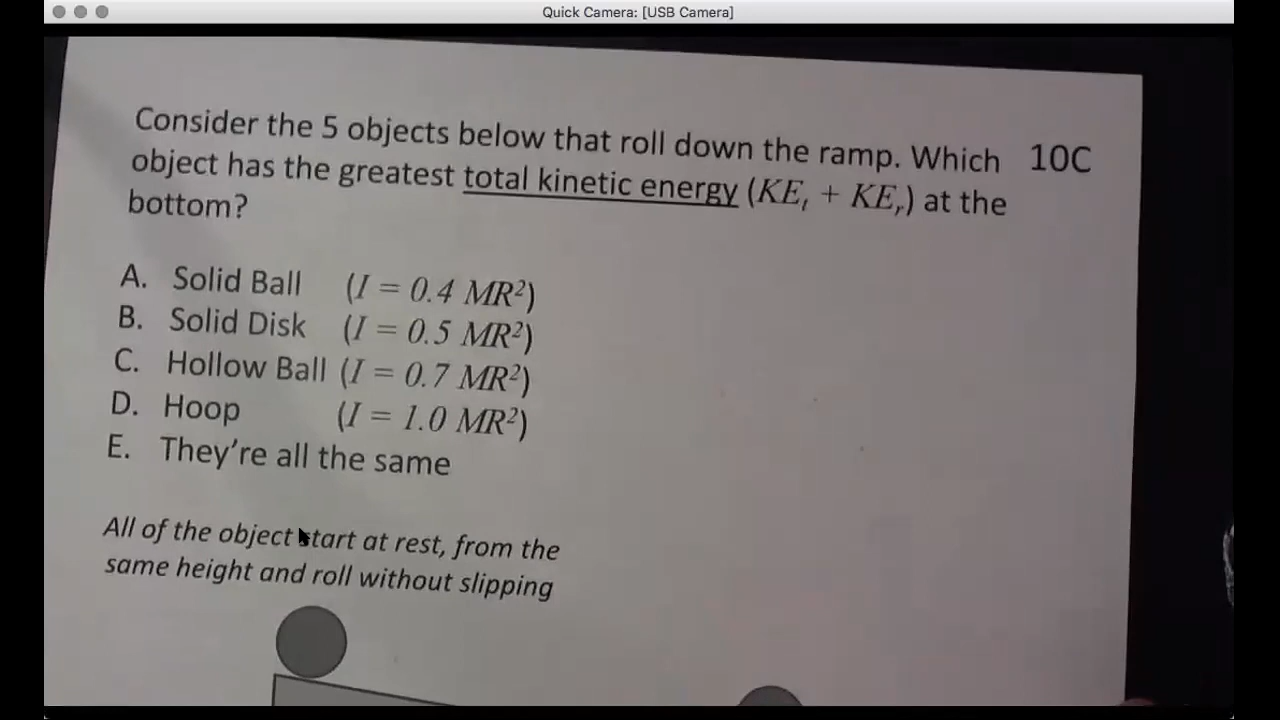 Quick Camera: [USB Camera]
Consider the 5 objects below that roll down the ramp. Which 10C
object has the greatest total kinetic energy (KEₜ + KEᵣ) at the
bottom?
A. Solid Ball (I = 0.4 MR²)
B. Solid Disk (I = 0.5 MR²)
C. Hollow Ball (I = 0.7 MR²)
D. Hoop (I = 1.0 MR²)
E. They're all the same
All of the object start at rest, from the
same height and roll without slipping